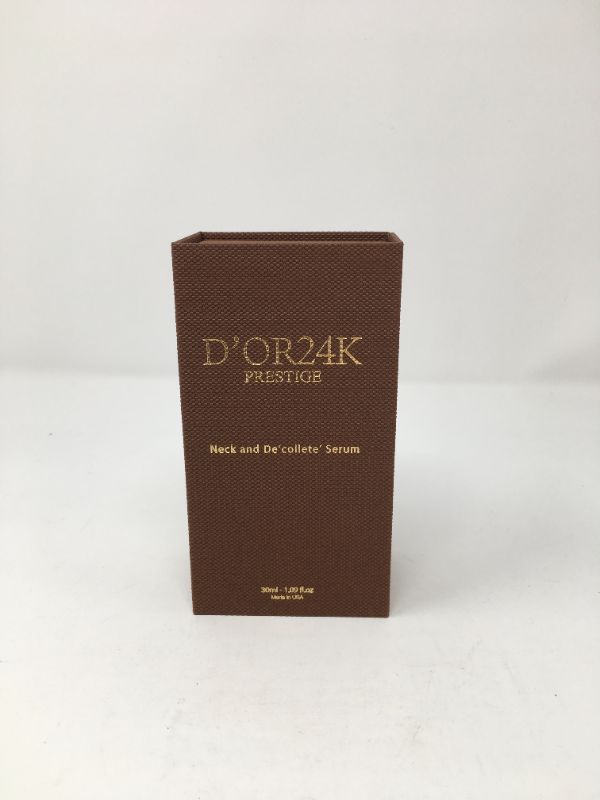 D'OR24K
PRESTIGE
Neck and De'collete' Serum
30ml - 1.09 fl.oz
Made in USA